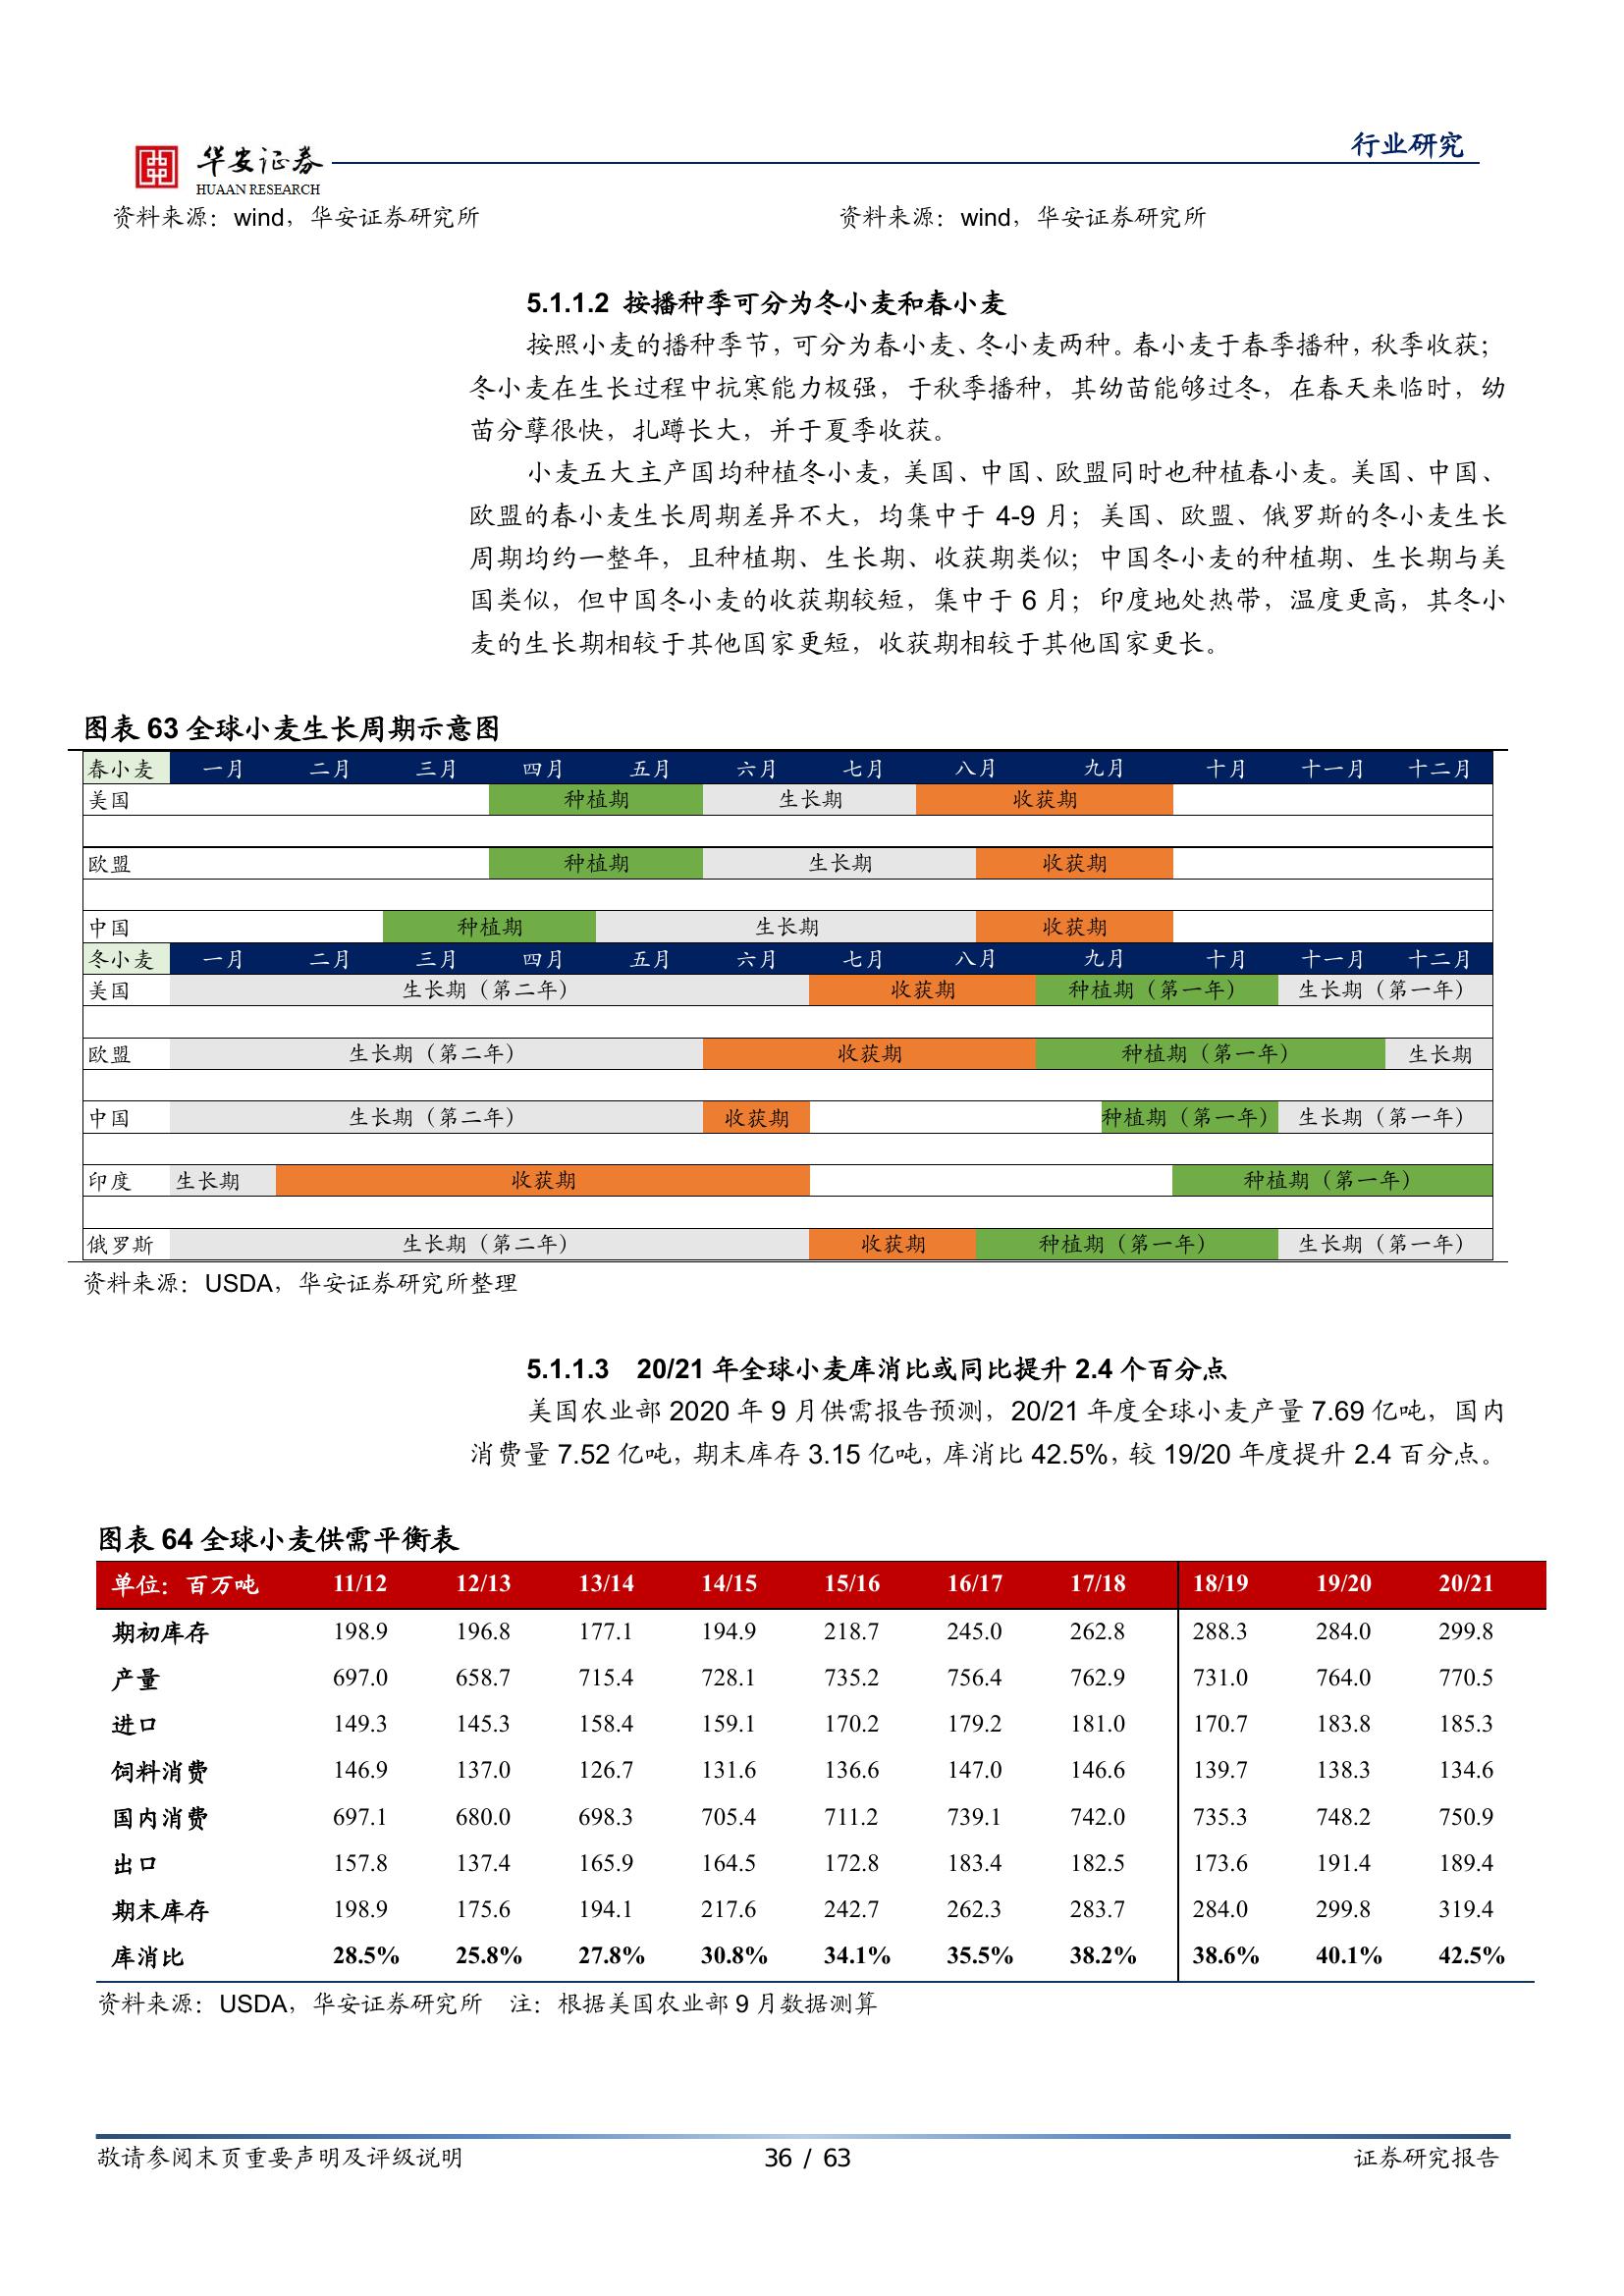 行业研究
华安证券
HUAAN RESEARCH
资料来源：wind，华安证券研究所
资料来源：wind，华安证券研究所
5.1.1.2 按播种季可分为冬小麦和春小麦
按照小麦的播种季节，可分为春小麦、冬小麦两种。春小麦于春季播种，秋季收获；
冬小麦在生长过程中抗寒能力极强，于秋季播种，其幼苗能够过冬，在春天来临时，幼
苗分孽很快，扎蹲长大，并于夏季收获。
小麦五大主产国均种植冬小麦，美国、中国、欧盟同时也种植春小麦。美国、中国、
欧盟的春小麦生长周期差异不大，均集中于 4-9 月；美国、欧盟、俄罗斯的冬小麦生长
周期均约一整年，且种植期、生长期、收获期类似；中国冬小麦的种植期、生长期与美
国类似，但中国冬小麦的收获期较短，集中于 6 月；印度地处热带，温度更高，其冬小
麦的生长期相较于其他国家更短，收获期相较于其他国家更长。
图表 63 全球小麦生长周期示意图
春小麦 一月 二月 三月 四月 五月 六月 七月 八月 九月 十月 十一月 十二月
美国 种植期 生长期 收获期
欧盟 种植期 生长期 收获期
中国 种植期 生长期 收获期
冬小麦 一月 二月 三月 四月 五月 六月 七月 八月 九月 十月 十一月 十二月
美国 生长期（第二年） 收获期 种植期（第一年） 生长期（第一年）
欧盟 生长期（第二年） 收获期 种植期（第一年） 生长期
中国 生长期（第二年） 收获期 种植期（第一年） 生长期（第一年）
印度 生长期 收获期 种植期（第一年）
俄罗斯 生长期（第二年） 收获期 种植期（第一年） 生长期（第一年）
资料来源：USDA，华安证券研究所整理
5.1.1.3 20/21 年全球小麦库消比或同比提升 2.4 个百分点
美国农业部 2020 年 9 月供需报告预测，20/21 年度全球小麦产量 7.69 亿吨，国内
消费量 7.52 亿吨，期末库存 3.15 亿吨，库消比 42.5%，较 19/20 年度提升 2.4 百分点。
图表 64 全球小麦供需平衡表
单位：百万吨 11/12 12/13 13/14 14/15 15/16 16/17 17/18 18/19 19/20 20/21
期初库存 198.9 196.8 177.1 194.9 218.7 245.0 262.8 288.3 284.0 299.8
产量 697.0 658.7 715.4 728.1 735.2 756.4 762.9 731.0 764.0 770.5
进口 149.3 145.3 158.4 159.1 170.2 179.2 181.0 170.7 183.8 185.3
饲料消费 146.9 137.0 126.7 131.6 136.6 147.0 146.6 139.7 138.3 134.6
国内消费 697.1 680.0 698.3 705.4 711.2 739.1 742.0 735.3 748.2 750.9
出口 157.8 137.4 165.9 164.5 172.8 183.4 182.5 173.6 191.4 189.4
期末库存 198.9 175.6 194.1 217.6 242.7 262.3 283.7 284.0 299.8 319.4
库消比 28.5% 25.8% 27.8% 30.8% 34.1% 35.5% 38.2% 38.6% 40.1% 42.5%
资料来源：USDA，华安证券研究所 注：根据美国农业部 9 月数据测算
敬请参阅末页重要声明及评级说明 36 / 63 证券研究报告